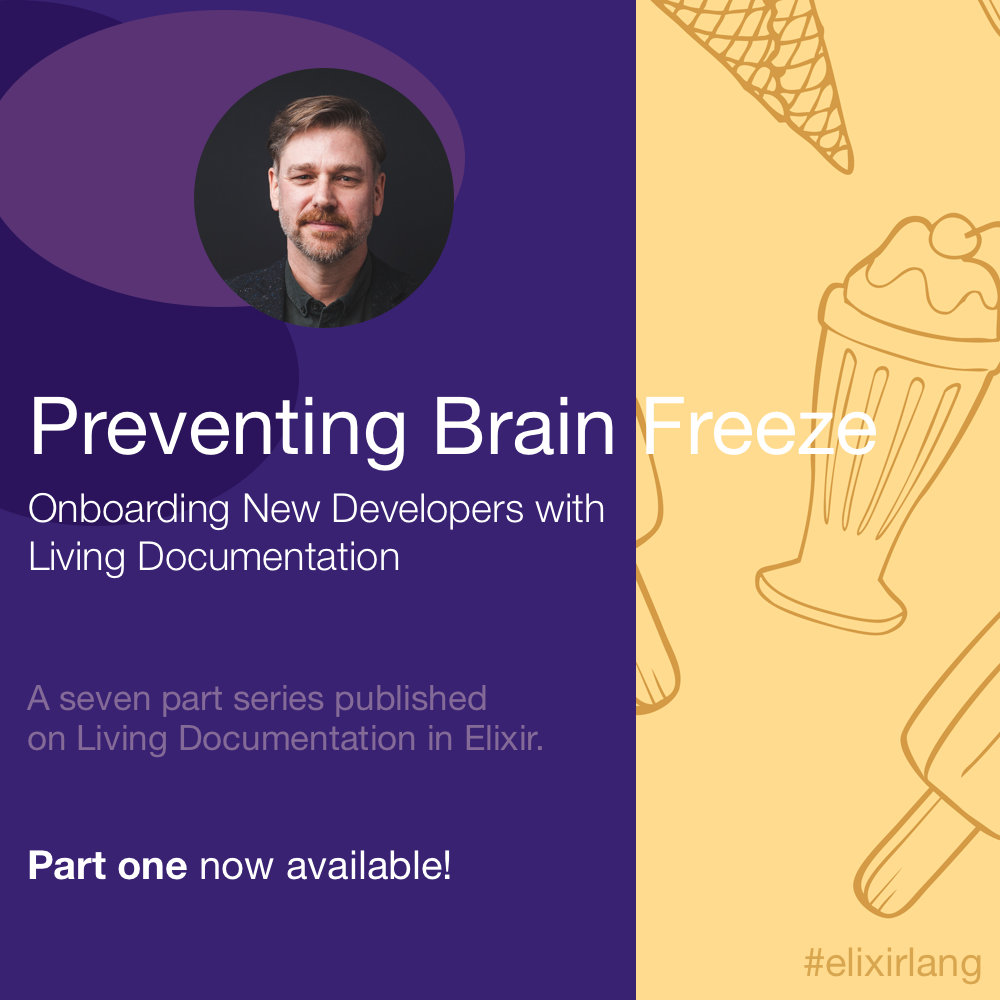 Preventing Brain Freeze
Onboarding New Developers with
Living Documentation
A seven part series published
on Living Documentation in Elixir.
Part one now available!
#elixirlang